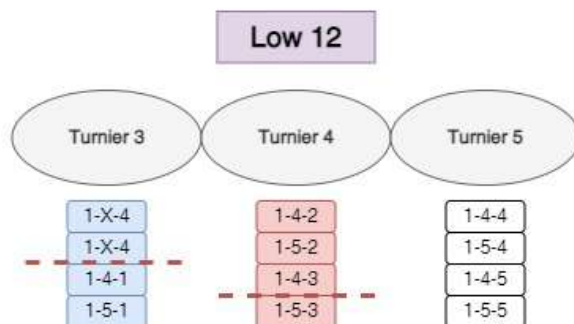 Low 12
Turnier 3 Turnier 4 Turnier 5
1-X-4 1-4-2 1-4-4
1-X-4 1-5-2 1-5-4
1-4-1 1-4-3 1-4-5
1-5-1 1-5-3 1-5-5